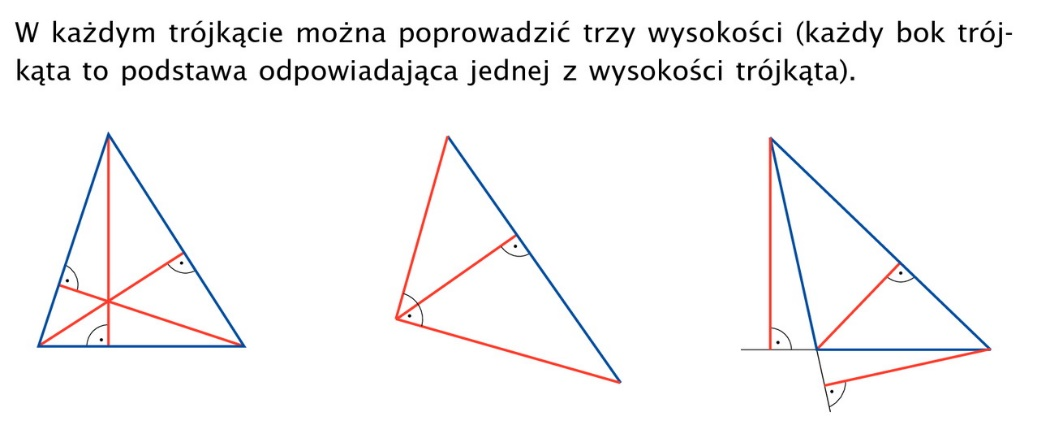 W każdym trójkącie można poprowadzić trzy wysokości (każdy bok trój-
kąta to podstawa odpowiadająca jednej z wysokości trójkąta).